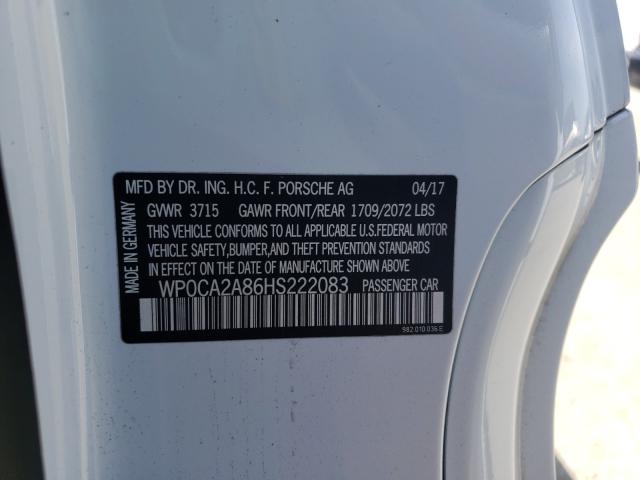 MFD BY DR. ING. H.C. F. PORSCHE AG 04/17
GVWR 3715 GAWR FRONT/REAR 1709/2072 LBS
THIS VEHICLE CONFORMS TO ALL APPLICABLE U.S.FEDERAL MOTOR
VEHICLE SAFETY,BUMPER,AND THEFT PREVENTION STANDARDS
IN EFFECT ON THE DATE OF MANUFACTURE SHOWN ABOVE
WP0CA2A86HS222083 PASSENGER CAR
982.010.036 E
MADE IN GERMANY